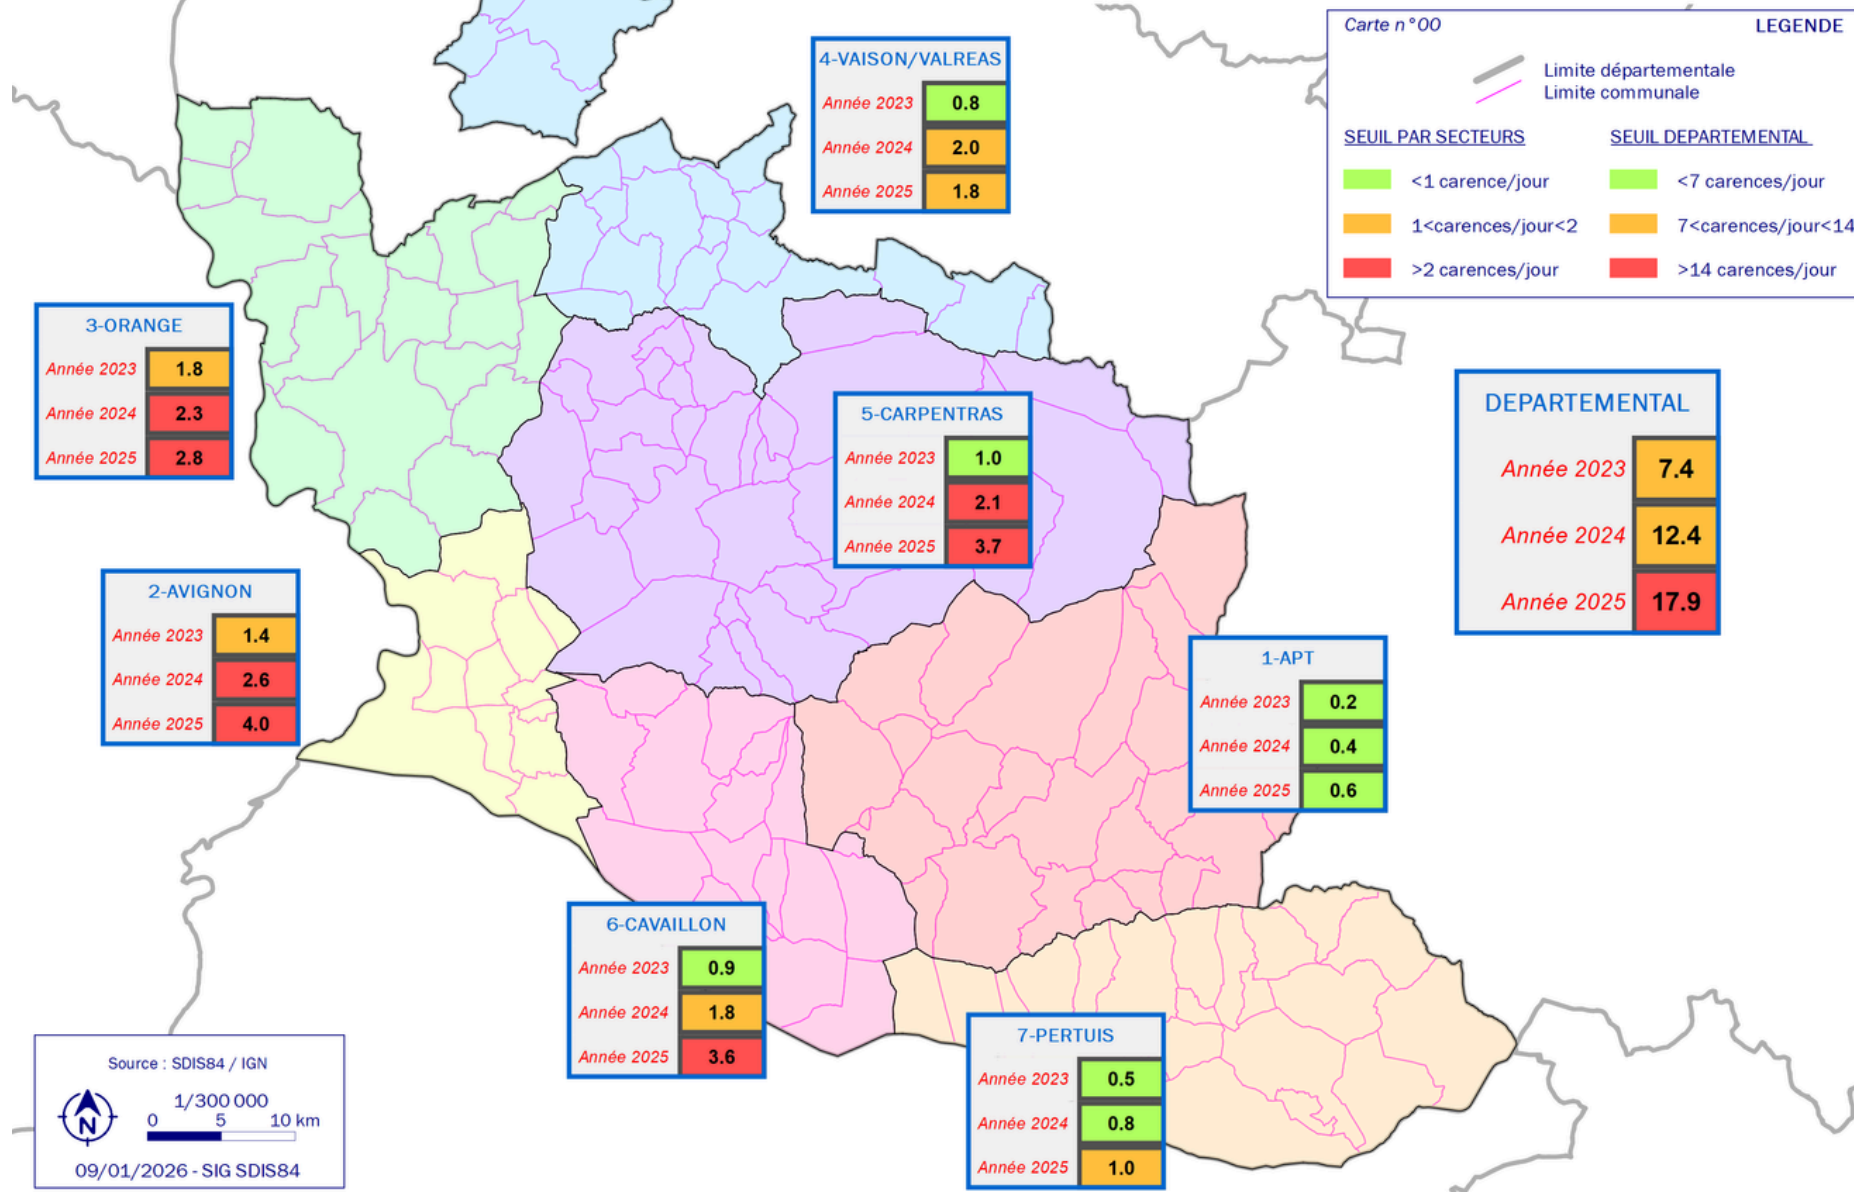 Carte n°00
LEGENDE
Limite départementale
Limite communale
SEUIL PAR SECTEURS
SEUIL DEPARTEMENTAL
<1 carence/jour
<7 carences/jour
1<carences/jour<2
7<carences/jour<14
>2 carences/jour
>14 carences/jour
4-VAISON/VALREAS
Année 2023 0.8
Année 2024 2.0
Année 2025 1.8
3-ORANGE
Année 2023 1.8
Année 2024 2.3
Année 2025 2.8
5-CARPENTRAS
Année 2023 1.0
Année 2024 2.1
Année 2025 3.7
DEPARTEMENTAL
Année 2023 7.4
Année 2024 12.4
Année 2025 17.9
2-AVIGNON
Année 2023 1.4
Année 2024 2.6
Année 2025 4.0
1-APT
Année 2023 0.2
Année 2024 0.4
Année 2025 0.6
6-CAVAILLON
Année 2023 0.9
Année 2024 1.8
Année 2025 3.6
7-PERTUIS
Année 2023 0.5
Année 2024 0.8
Année 2025 1.0
Source : SDIS84 / IGN
N
1/300 000
0 5 10 km
09/01/2026 - SIG SDIS84